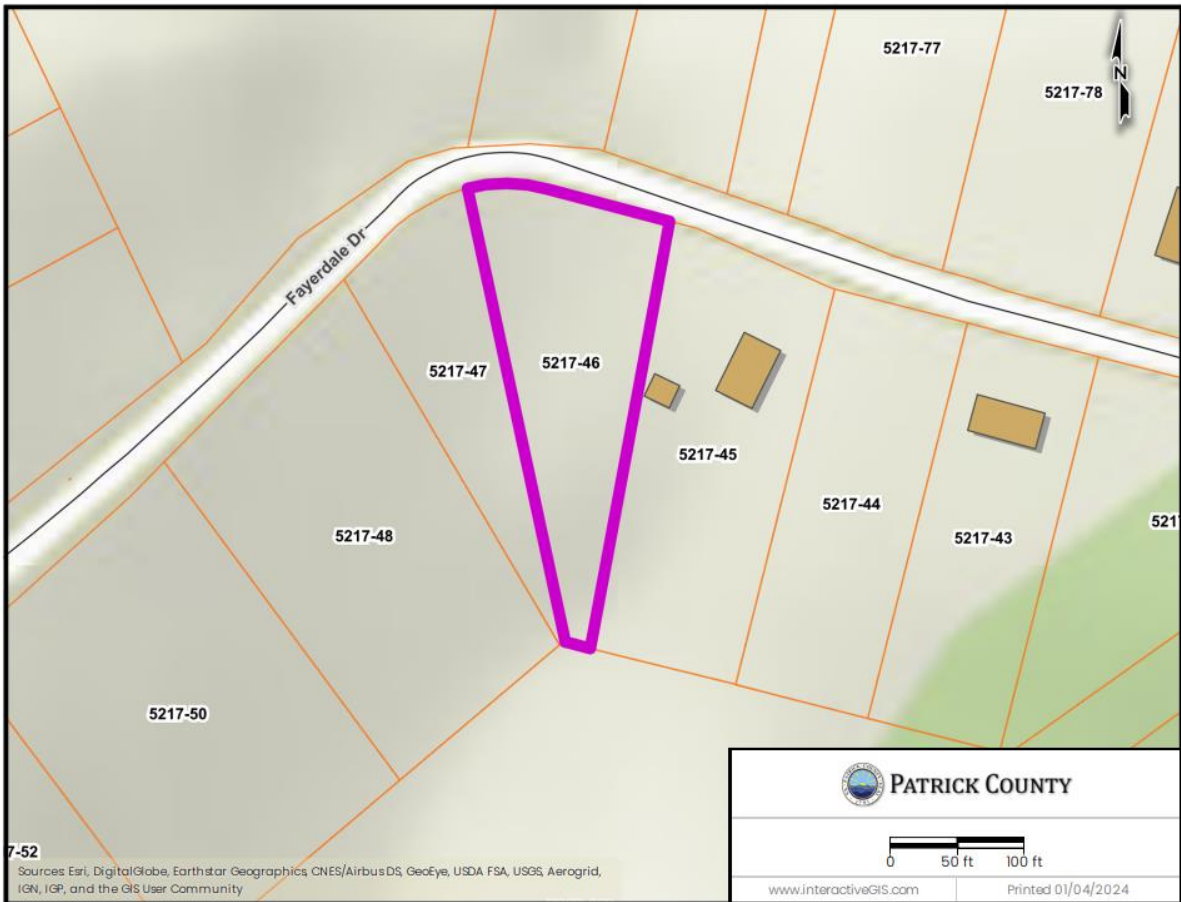 5217-77
5217-78
N
Fayerdale Dr
5217-47
5217-46
5217-45
5217-44
5217-43
521
5217-48
5217-50
7-52
PATRICK COUNTY
0 50 ft 100 ft
Sources: Esri, DigitalGlobe, Earthstar Geographics, CNES/Airbus DS, GeoEye, USDA FSA, USGS, Aerogrid,
IGN, IGP, and the GIS User Community
www.interactiveGIS.com Printed 01/04/2024